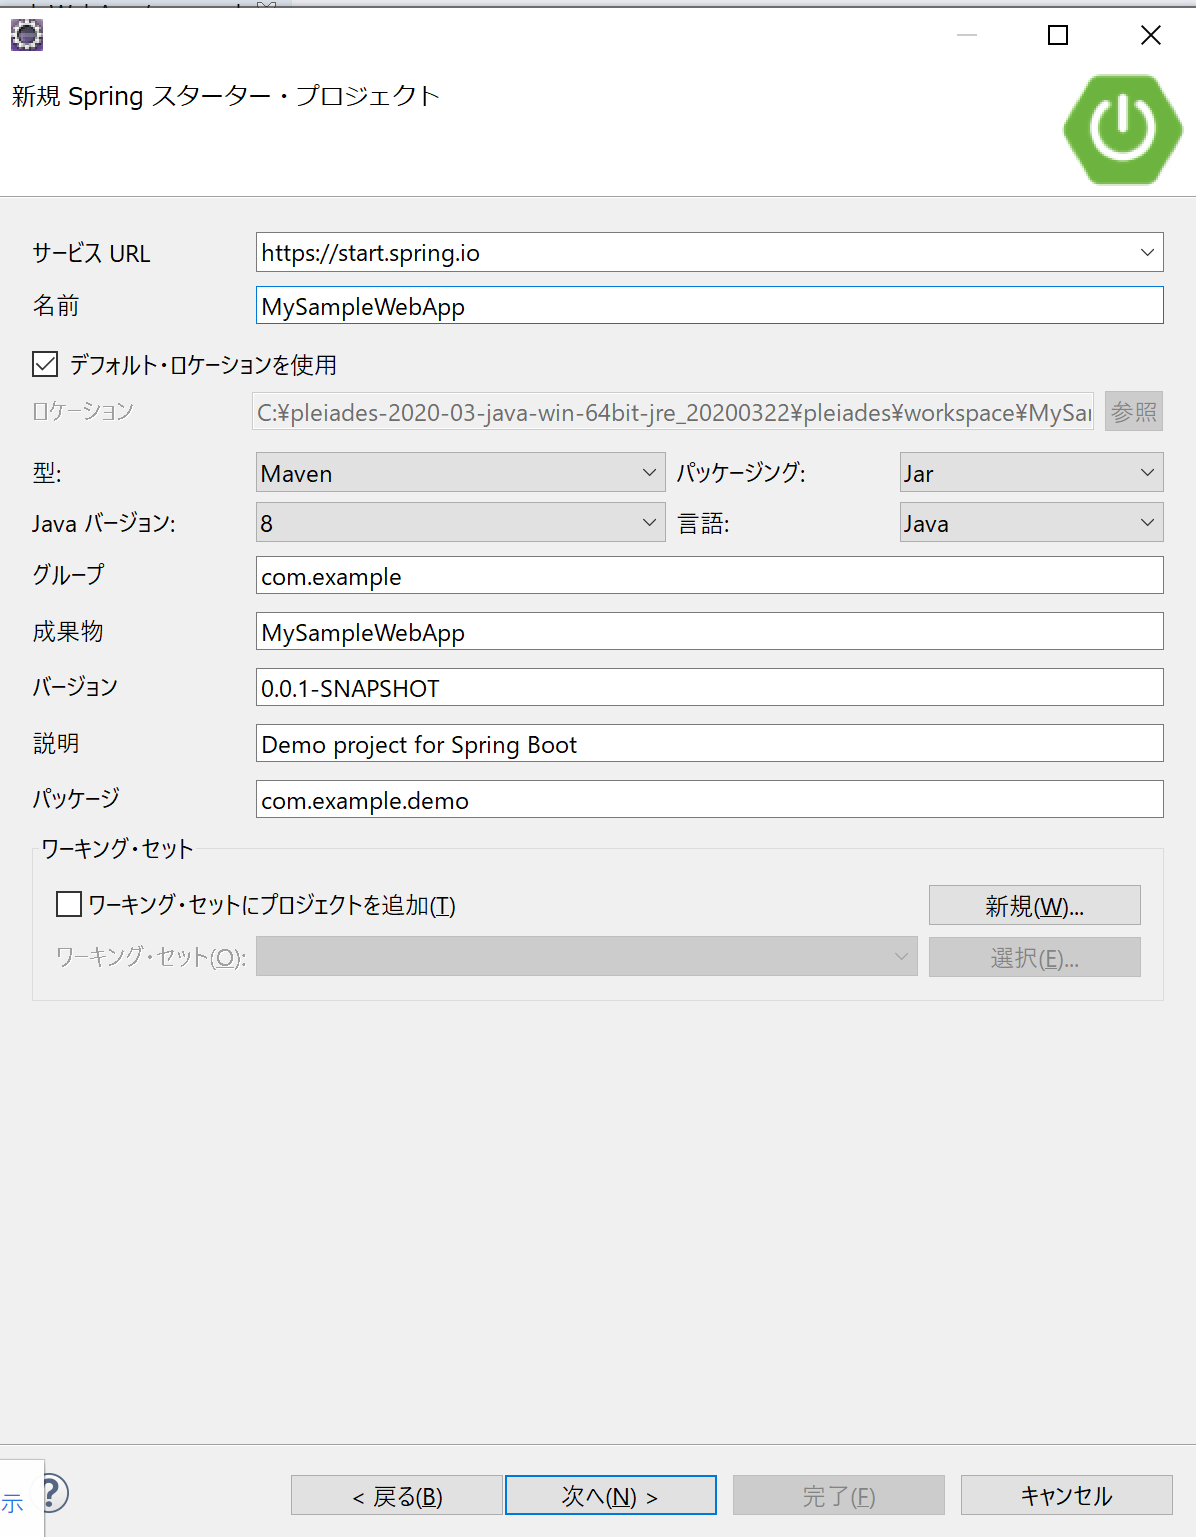 新規 Spring スターター・プロジェクト
サービス URL
https://start.spring.io
名前
MySampleWebApp
デフォルト・ロケーションを使用
ロケーション
C:¥pleiades-2020-03-java-win-64bit-jre_20200322¥pleiades¥workspace¥MySa
参照
型:
Maven
パッケージング:
Jar
Java バージョン:
8
言語:
Java
グループ
com.example
成果物
MySampleWebApp
バージョン
0.0.1-SNAPSHOT
説明
Demo project for Spring Boot
パッケージ
com.example.demo
ワーキング・セット
ワーキング・セットにプロジェクトを追加(T)
新規(W)...
ワーキング・セット(O):
選択(E)...
示
?
< 戻る(B)
次へ(N) >
完了(F)
キャンセル